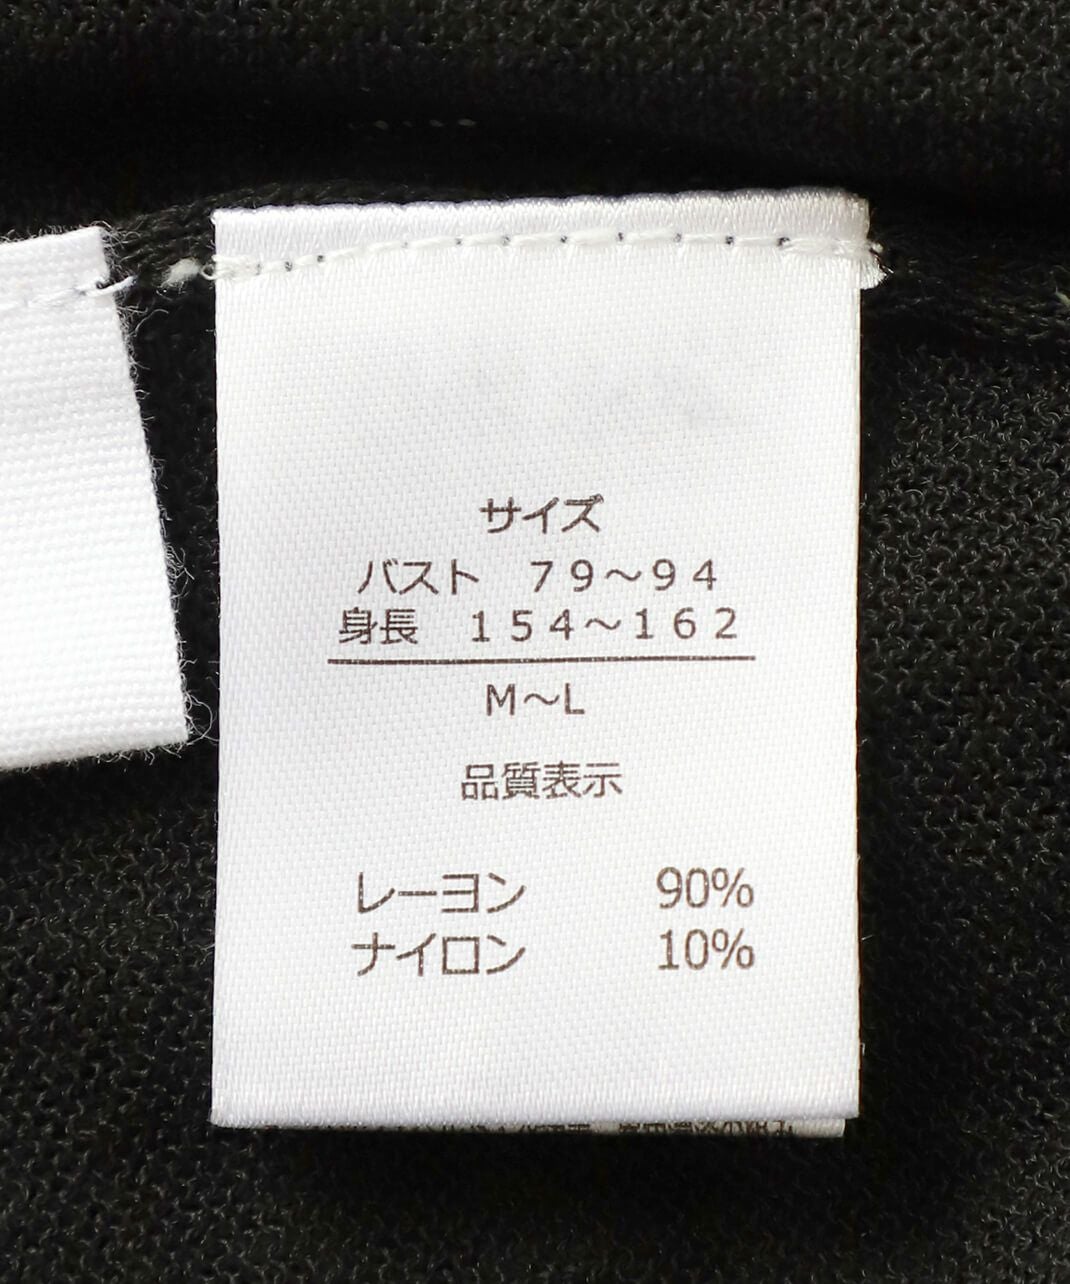 サイズ
バスト　７９～９４
身長　１５４～１６２
M～L
品質表示
レーヨン　90%
ナイロン　10%